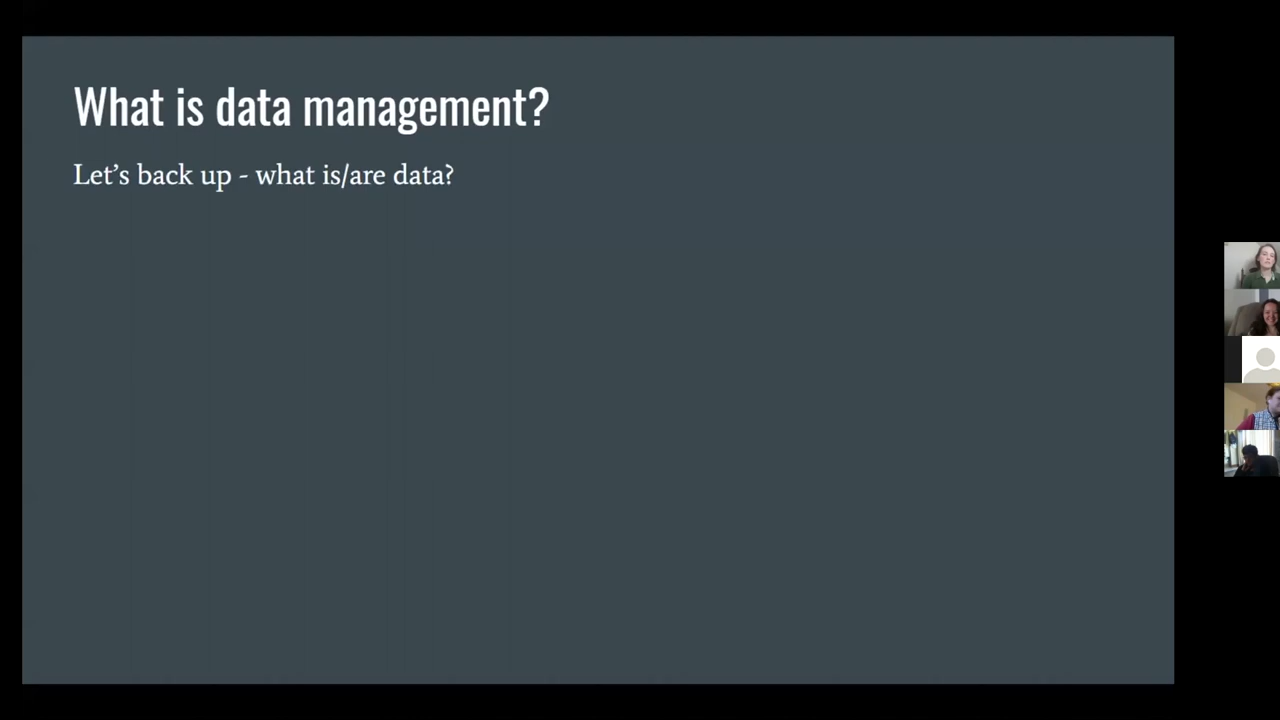 What is data management?
Let’s back up - what is/are data?